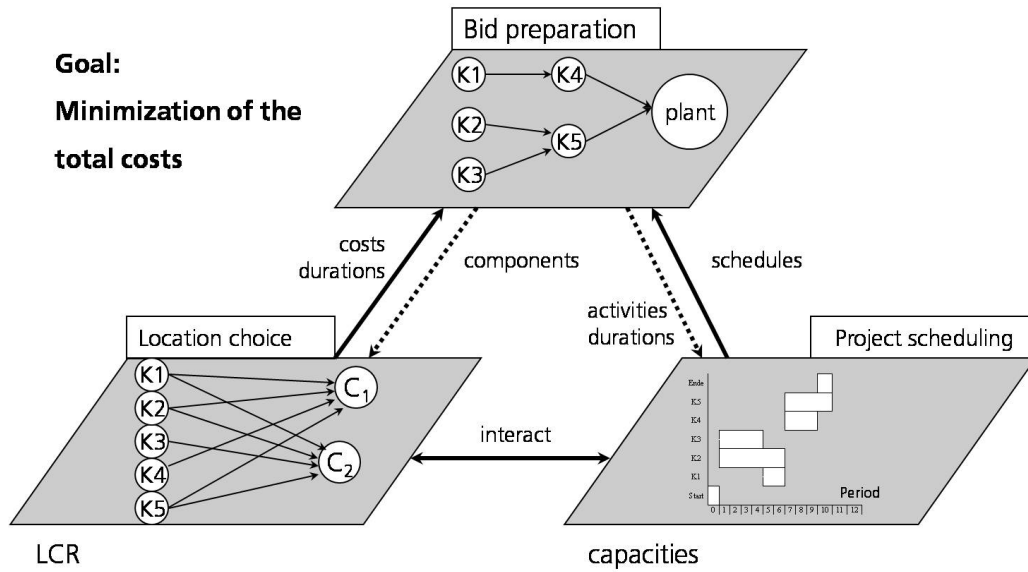 Bid preparation
Goal:
Minimization of the
total costs
K1
K4
K2
K5
K3
plant
costs
durations
components
schedules
activities
durations
Location choice
K1
K2
K3
K4
K5
C1
C2
interact
LCR
Project scheduling
Ende
K5
K4
K3
K2
K1
Start
Period
0 1 2 3 4 5 6 7 8 9 10 11 12
capacities